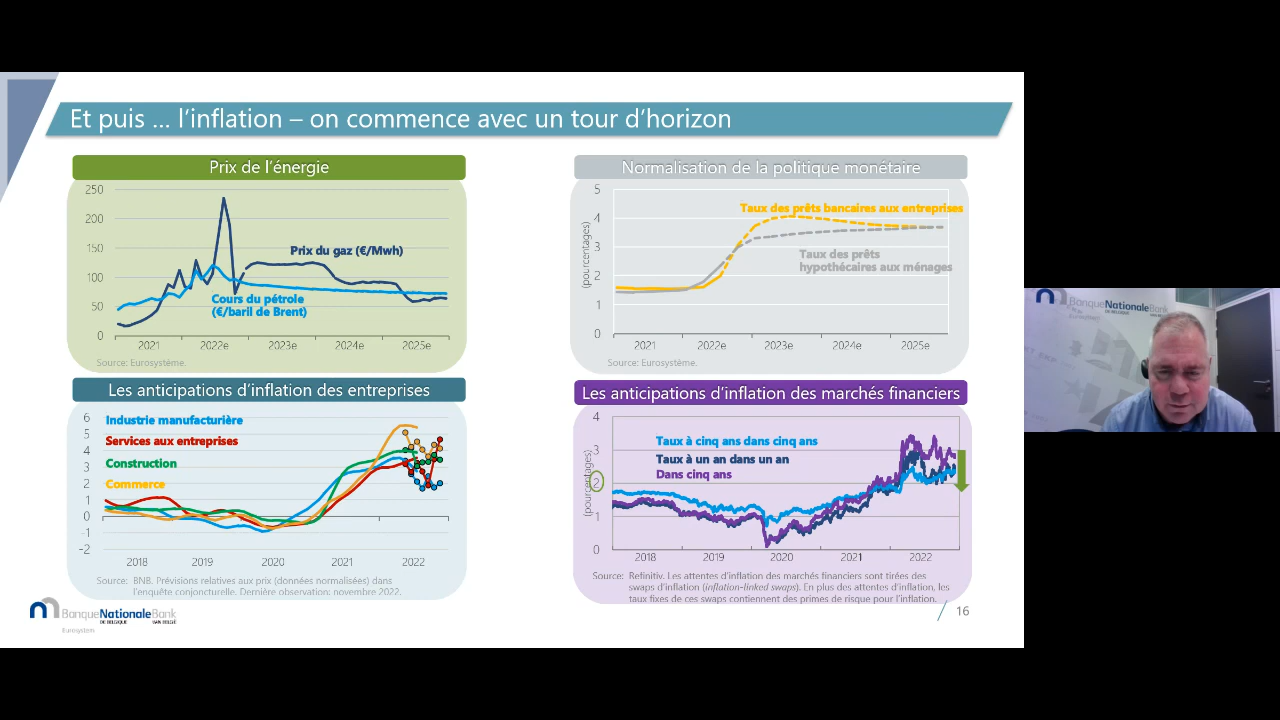 Et puis ... l'inflation – on commence avec un tour d'horizon
Prix de l'énergie
250
200
150
100
50
0
Prix du gaz (€/Mwh)
Cours du pétrole
(€/baril de Brent)
2021 2022e 2023e 2024e 2025e
Source: Eurosystème.
Normalisation de la politique monétaire
(pourcentages)
5
4
3
2
1
0
Taux des prêts bancaires aux entreprises
Taux des prêts
hypothécaires aux ménages
2021 2022e 2023e 2024e 2025e
Source: Eurosystème.
Les anticipations d'inflation des entreprises
6
5
4
3
2
1
0
-1
-2
Industrie manufacturière
Services aux entreprises
Construction
Commerce
2018 2019 2020 2021 2022
Source: BNB. Prévisions relatives aux prix (données normalisées) dans
l'enquête conjoncturelle. Dernière observation: novembre 2022.
Les anticipations d'inflation des marchés financiers
(pourcentages)
4
3
2
1
0
Taux à cinq ans dans cinq ans
Taux à un an dans un an
Dans cinq ans
2018 2019 2020 2021 2022
Source: Refinitiv. Les attentes d'inflation des marchés financiers sont tirées des
swaps d'inflation (inflation-linked swaps). En plus des attentes d'inflation, les
taux fixes de ces swaps contiennent des primes de risque pour l'inflation.
BanqueNationaleBank
DE BELGIQUE VAN BELGIË
Eurosystem
16
BanqueNationaleBank
DE BELGIQUE VAN BELGIË